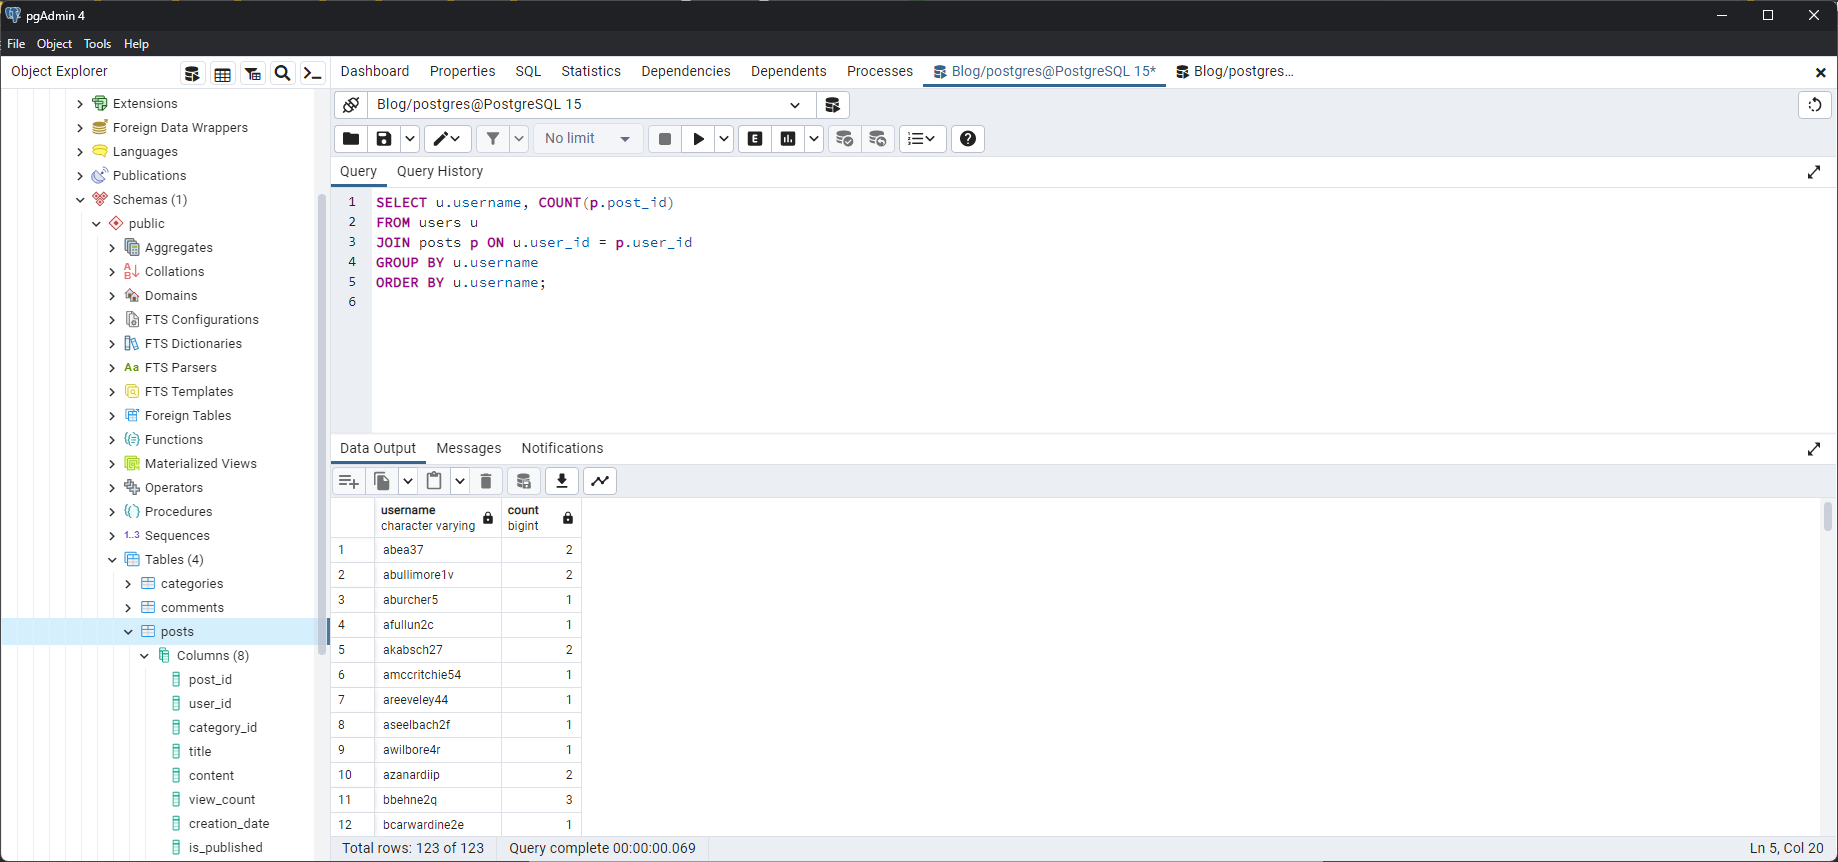 pgAdmin 4
File Object Tools Help
Object Explorer
Dashboard Properties SQL Statistics Dependencies Dependents Processes Blog/postgres@PostgreSQL 15* Blog/postgres...
Extensions
Foreign Data Wrappers
Languages
Publications
Schemas (1)
public
Aggregates
Collations
Domains
FTS Configurations
FTS Dictionaries
Aa FTS Parsers
FTS Templates
Foreign Tables
Functions
Materialized Views
Operators
Procedures
1..3 Sequences
Tables (4)
categories
comments
posts
Columns (8)
post_id
user_id
category_id
title
content
view_count
creation_date
is_published
Blog/postgres@PostgreSQL 15
No limit
E
Query Query History
1 SELECT u.username, COUNT(p.post_id)
2 FROM users u
3 JOIN posts p ON u.user_id = p.user_id
4 GROUP BY u.username
5 ORDER BY u.username;
6
Data Output Messages Notifications
username count
character varying bigint
1 abea37 2
2 abullimore1v 2
3 aburcher5 1
4 afullun2c 1
5 akabsch27 2
6 amccritchie54 1
7 areeveley44 1
8 aseelbach2f 1
9 awilbore4r 1
10 azanardiip 2
11 bbehne2q 3
12 bcarwardine2e 1
Total rows: 123 of 123 Query complete 00:00:00.069 Ln 5, Col 20